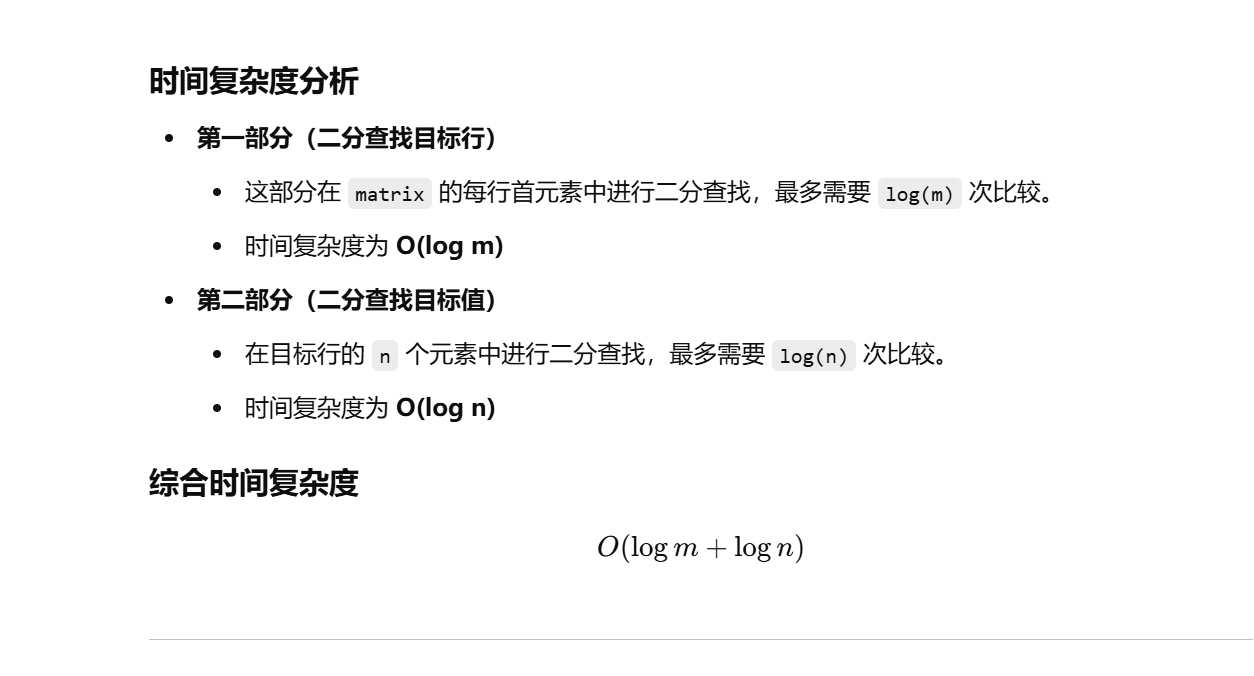 时间复杂度分析
• 第一部分（二分查找目标行）
• 这部分在 matrix 的每行首元素中进行二分查找，最多需要 log(m) 次比较。
• 时间复杂度为 O(log m)
• 第二部分（二分查找目标值）
• 在目标行的 n 个元素中进行二分查找，最多需要 log(n) 次比较。
• 时间复杂度为 O(log n)
综合时间复杂度
O(log m + log n)